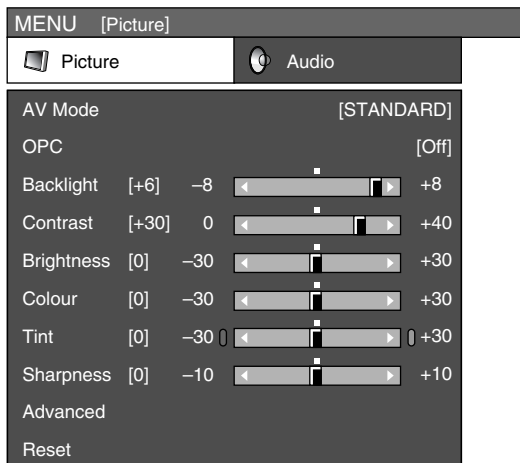 MENU [Picture]
Picture Audio
AV Mode [STANDARD]
OPC [Off]
Backlight [+6] –8 +8
Contrast [+30] 0 +40
Brightness [0] –30 +30
Colour [0] –30 +30
Tint [0] –30 +30
Sharpness [0] –10 +10
Advanced
Reset